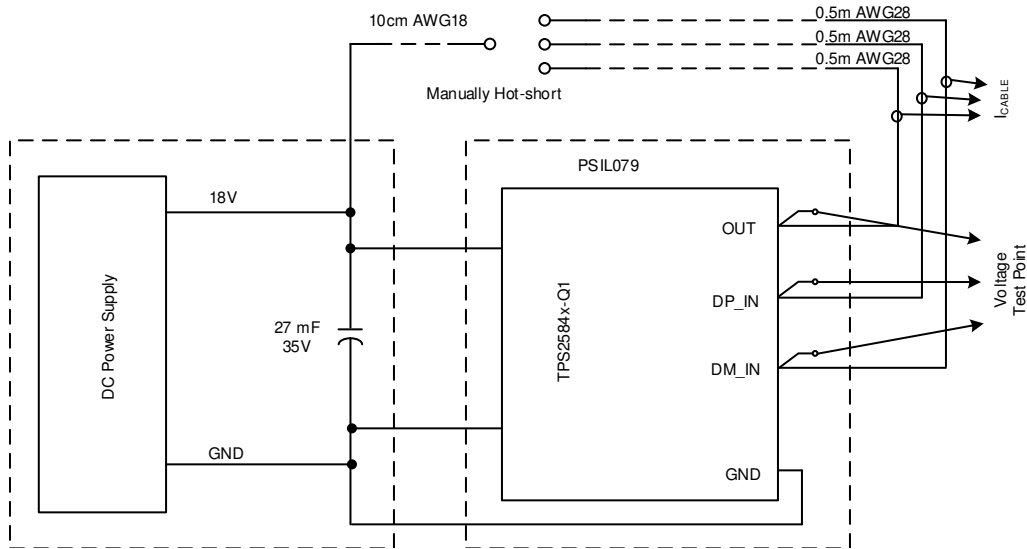 10cm AWG18
0.5m AWG28
0.5m AWG28
0.5m AWG28
Manually Hot-short
ICABLE
PSIL079
18V
OUT
DC Power Supply
27 mF
35V
TPS2584x-Q1
DP_IN
Voltage
Test Point
DM_IN
GND
GND